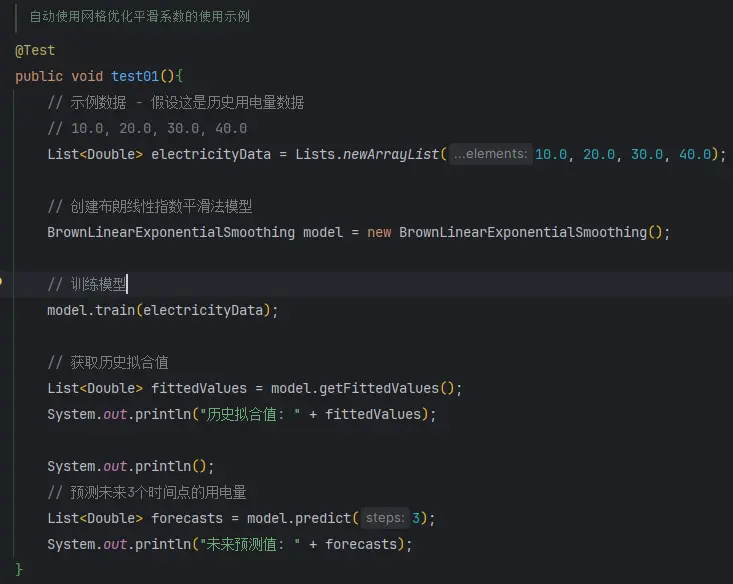 自动使用网格优化平滑系数的使用示例
@Test
public void test01(){
// 示例数据 - 假设这是历史用电量数据
// 10.0, 20.0, 30.0, 40.0
List<Double> electricityData = Lists.newArrayList(...elements: 10.0, 20.0, 30.0, 40.0);
// 创建布朗线性指数平滑法模型
BrownLinearExponentialSmoothing model = new BrownLinearExponentialSmoothing();
// 训练模型
model.train(electricityData);
// 获取历史拟合值
List<Double> fittedValues = model.getFittedValues();
System.out.println("历史拟合值: " + fittedValues);
System.out.println();
// 预测未来3个时间点的用电量
List<Double> forecasts = model.predict(steps: 3);
System.out.println("未来预测值: " + forecasts);
}